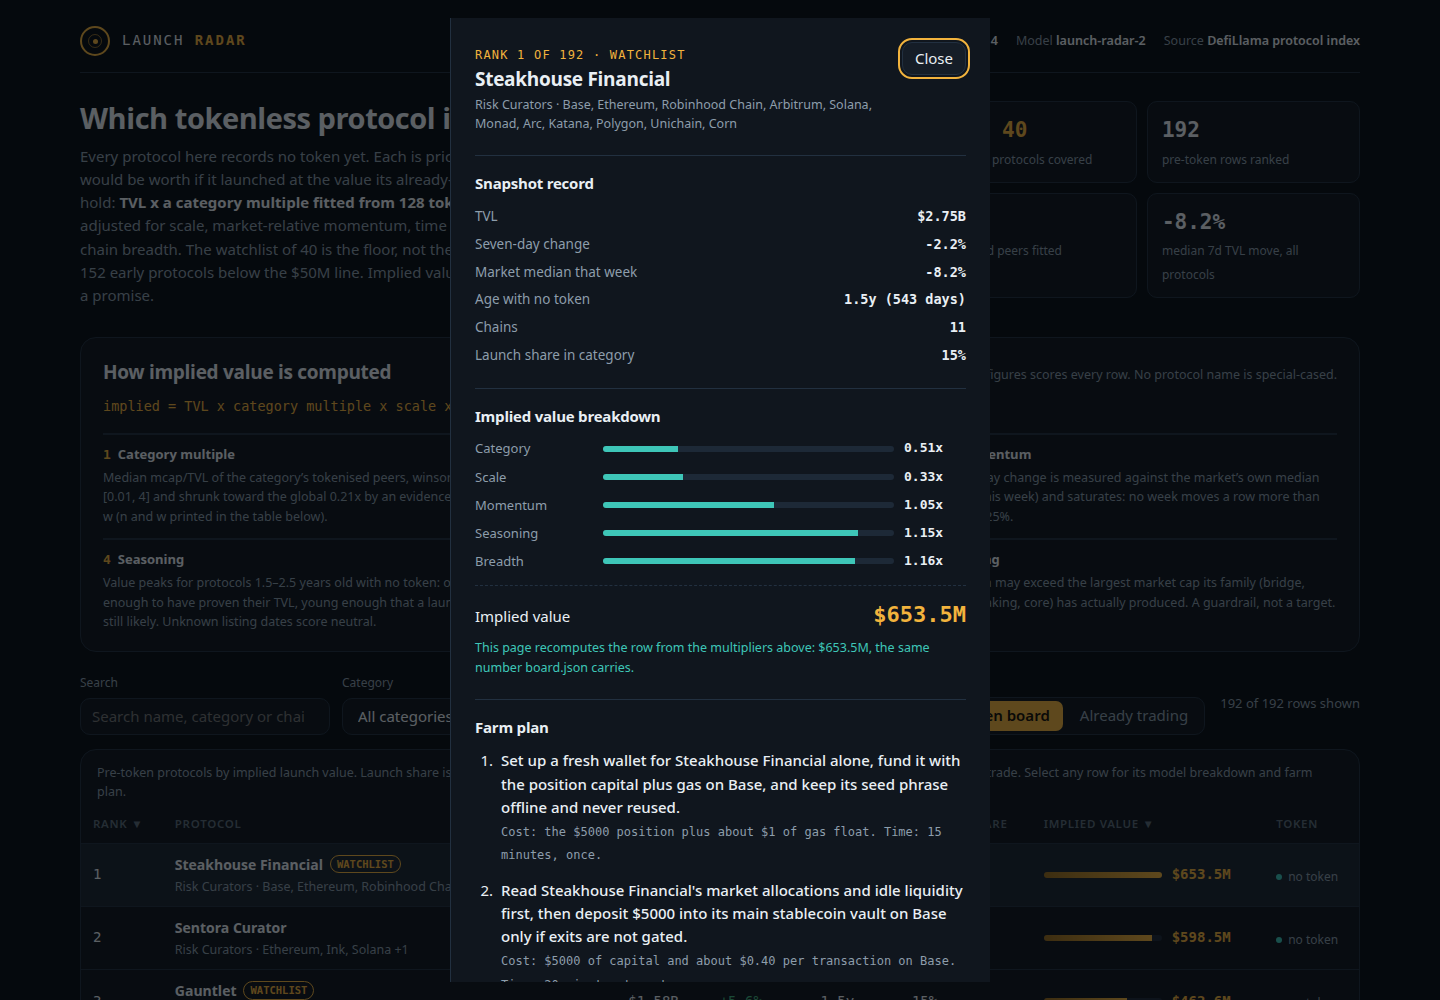 LAUNCH RADAR
4 Model launch-radar-2 Source DefiLlama protocol index
Which tokenless protocol i
Every protocol here records no token yet. Each is pric
would be worth if it launched at the value its already-
hold: TVL x a category multiple fitted from 128 tok
adjusted for scale, market-relative momentum, time
chain breadth. The watchlist of 40 is the floor, not the
152 early protocols below the $50M line. Implied valu
a promise.
40
protocols covered
192
pre-token rows ranked
d peers fitted
-8.2%
median 7d TVL move, all
protocols
How implied value is computed
igures scores every row. No protocol name is special-cased.
implied = TVL x category multiple x scale x
1 Category multiple
Median mcap/TVL of the category's tokenised peers, winsor
[0.01, 4] and shrunk toward the global 0.21x by an evidence
w (n and w printed in the table below).
entum
ay change is measured against the market's own median
his week) and saturates: no week moves a row more than
25%.
4 Seasoning
Value peaks for protocols 1.5–2.5 years old with no token: o
enough to have proven their TVL, young enough that a laun
still likely. Unknown listing dates score neutral.
ng
may exceed the largest market cap its family (bridge,
king, core) has actually produced. A guardrail, not a target.
Search
Category
Search name, category or chai
All categories
en board
Already trading
192 of 192 rows shown
Pre-token protocols by implied launch value. Launch share is
trade. Select any row for its model breakdown and farm
plan.
RANK ▼ PROTOCOL
ARE IMPLIED VALUE ▼ TOKEN
1
Steakhouse Financial WATCHLIST
Risk Curators · Base, Ethereum, Robinhood Cha
$653.5M
no token
2
Sentora Curator
Risk Curators · Ethereum, Ink, Solana +1
$598.5M
no token
Gauntlet WATCHLIST
RANK 1 OF 192 · WATCHLIST
Close
Steakhouse Financial
Risk Curators · Base, Ethereum, Robinhood Chain, Arbitrum, Solana,
Monad, Arc, Katana, Polygon, Unichain, Corn
Snapshot record
TVL $2.75B
Seven-day change -2.2%
Market median that week -8.2%
Age with no token 1.5y (543 days)
Chains 11
Launch share in category 15%
Implied value breakdown
Category 0.51x
Scale 0.33x
Momentum 1.05x
Seasoning 1.15x
Breadth 1.16x
Implied value $653.5M
This page recomputes the row from the multipliers above: $653.5M, the same
number board.json carries.
Farm plan
1. Set up a fresh wallet for Steakhouse Financial alone, fund it with
the position capital plus gas on Base, and keep its seed phrase
offline and never reused.
Cost: the $5000 position plus about $1 of gas float. Time: 15
minutes, once.
2. Read Steakhouse Financial's market allocations and idle liquidity
first, then deposit $5000 into its main stablecoin vault on Base
only if exits are not gated.
Cost: $5000 of capital and about $0.40 per transaction on Base.